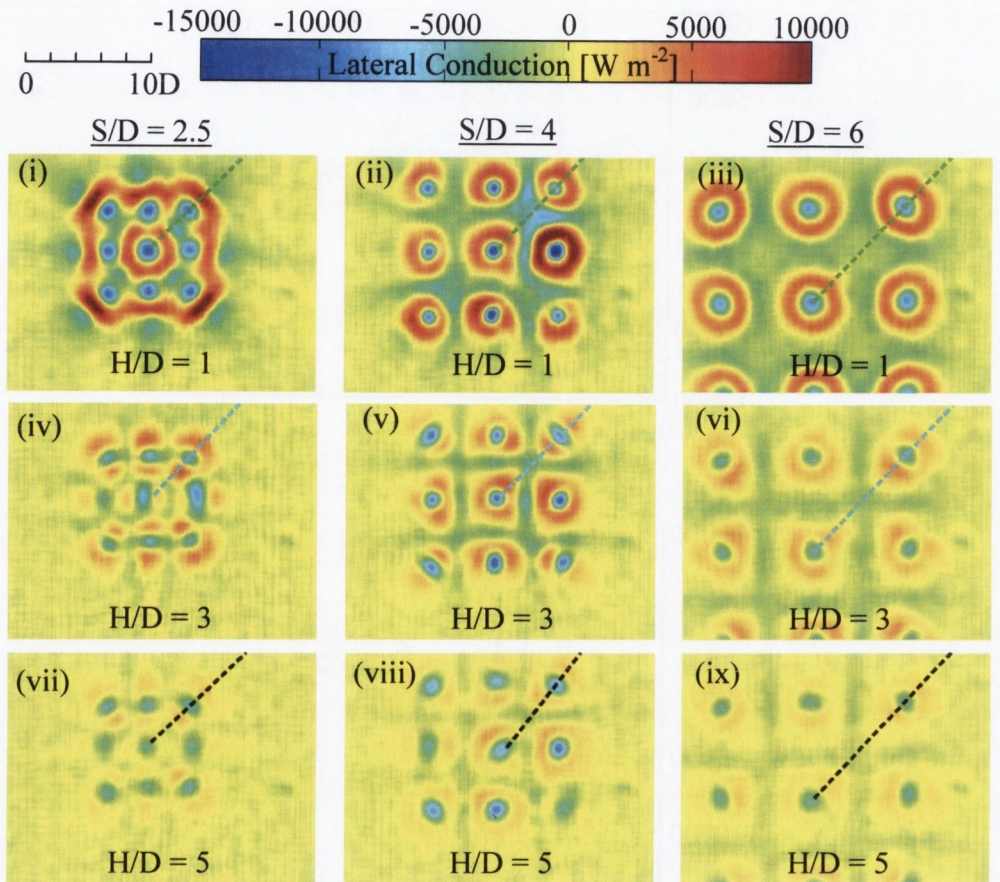 -15000 -10000 -5000 0 5000 10000
Lateral Conduction [W m⁻²]
0 10D
S/D = 2.5 S/D = 4 S/D = 6
(i) (ii) (iii)
H/D = 1 H/D = 1 H/D = 1
(iv) (v) (vi)
H/D = 3 H/D = 3 H/D = 3
(vii) (viii) (ix)
H/D = 5 H/D = 5 H/D = 5